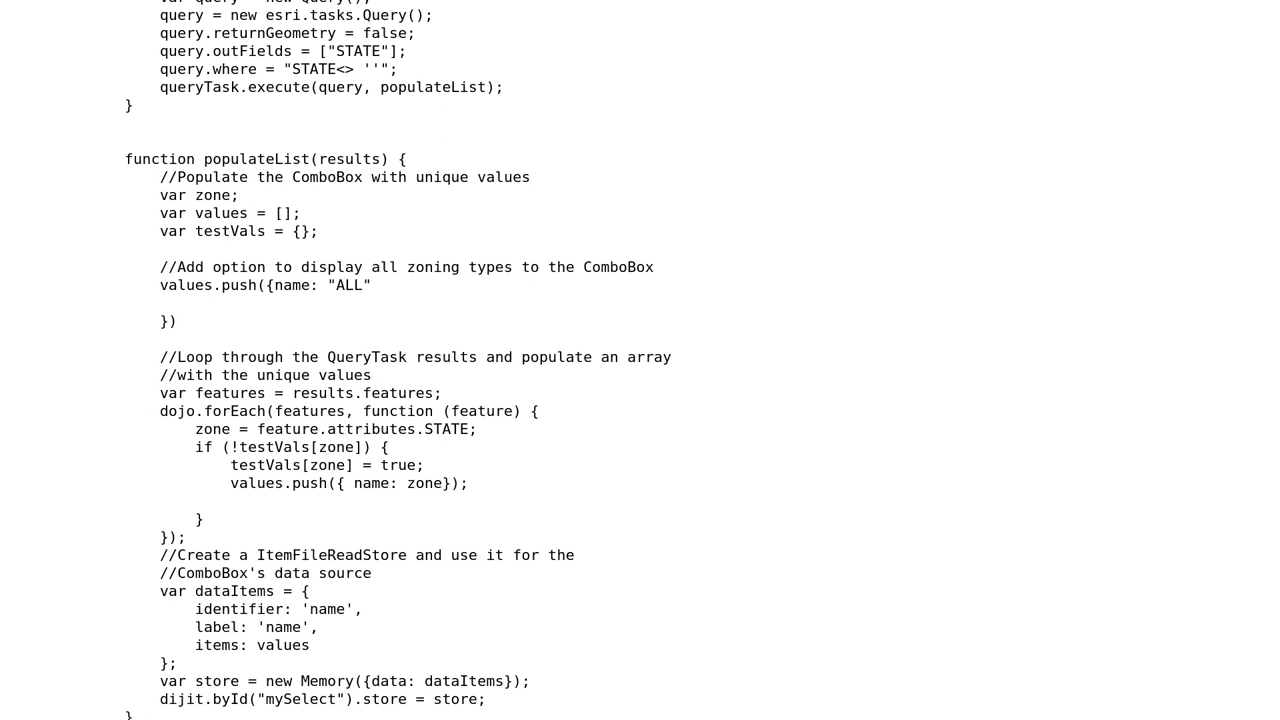 var query = new Query();
query = new esri.tasks.Query();
query.returnGeometry = false;
query.outFields = ["STATE"];
query.where = "STATE<> ''";
queryTask.execute(query, populateList);
}
function populateList(results) {
//Populate the ComboBox with unique values
var zone;
var values = [];
var testVals = {};
//Add option to display all zoning types to the ComboBox
values.push({name: "ALL"
})
//Loop through the QueryTask results and populate an array
//with the unique values
var features = results.features;
dojo.forEach(features, function (feature) {
zone = feature.attributes.STATE;
if (!testVals[zone]) {
testVals[zone] = true;
values.push({ name: zone});
}
});
//Create a ItemFileReadStore and use it for the
//ComboBox's data source
var dataItems = {
identifier: 'name',
label: 'name',
items: values
};
var store = new Memory({data: dataItems});
dijit.byId("mySelect").store = store;
}